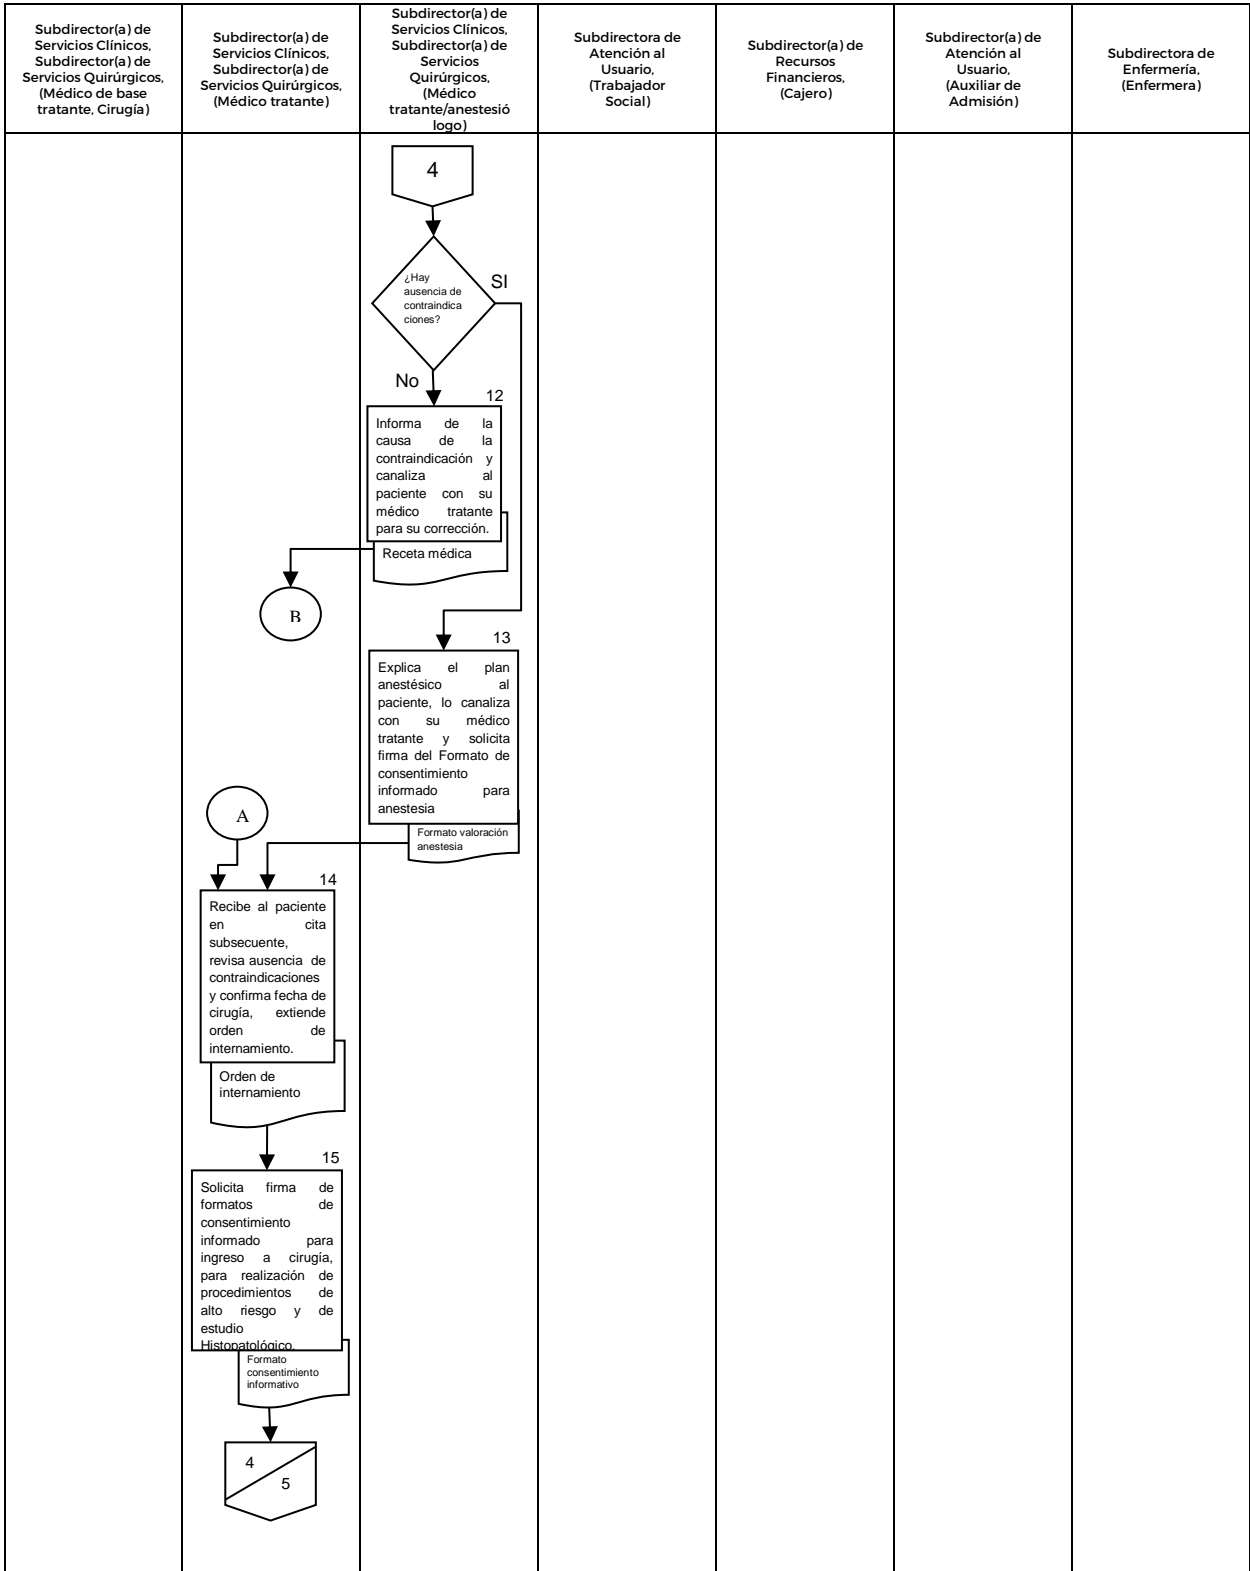 Subdirector(a) de
Servicios Clínicos,
Subdirector(a) de
Servicios Quirúrgicos,
(Médico de base
tratante, Cirugía)
Subdirector(a) de
Servicios Clínicos,
Subdirector(a) de
Servicios Quirúrgicos,
(Médico tratante)
Subdirector(a) de
Servicios Clínicos,
Subdirector(a) de
Servicios
Quirúrgicos,
(Médico
tratante/anestesió
logo)
Subdirectora de
Atención al
Usuario,
(Trabajador
Social)
Subdirector(a) de
Recursos
Financieros,
(Cajero)
Subdirector(a) de
Atención al
Usuario,
(Auxiliar de
Admisión)
Subdirectora de
Enfermería,
(Enfermera)
4
¿Hay
ausencia de
contraindica
ciones?
SI
No
12
Informa de la
causa de la
contraindicación y
canaliza al
paciente con su
médico tratante
para su corrección.
Receta médica
B
13
Explica el plan
anestésico al
paciente, lo canaliza
con su médico
tratante y solicita
firma del Formato de
consentimiento
informado para
anestesia
Formato valoración
anestesia
A
14
Recibe al paciente
en cita
subsecuente,
revisa ausencia de
contraindicaciones
y confirma fecha de
cirugía, extiende
orden de
internamiento.
Orden de
internamiento
15
Solicita firma de
formatos de
consentimiento
informado para
ingreso a cirugía,
para realización de
procedimientos de
alto riesgo y de
estudio
Histopatológico.
Formato
consentimiento
informativo
4
5